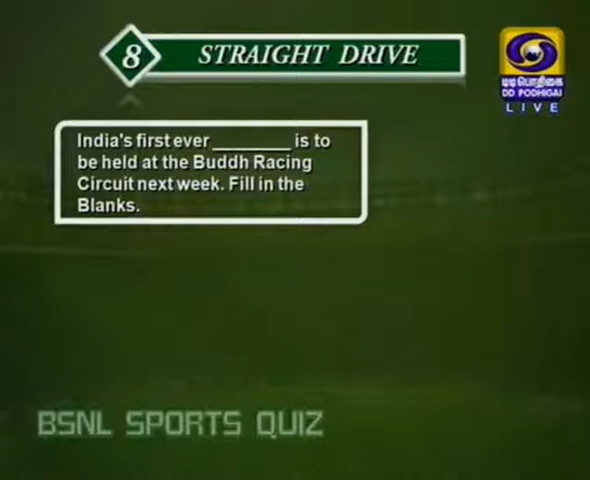 8
STRAIGHT DRIVE
டிடி பொதிகை
DD PODHIGAI
LIVE
India's first ever ________ is to
be held at the Buddh Racing
Circuit next week. Fill in the
Blanks.
BSNL SPORTS QUIZ